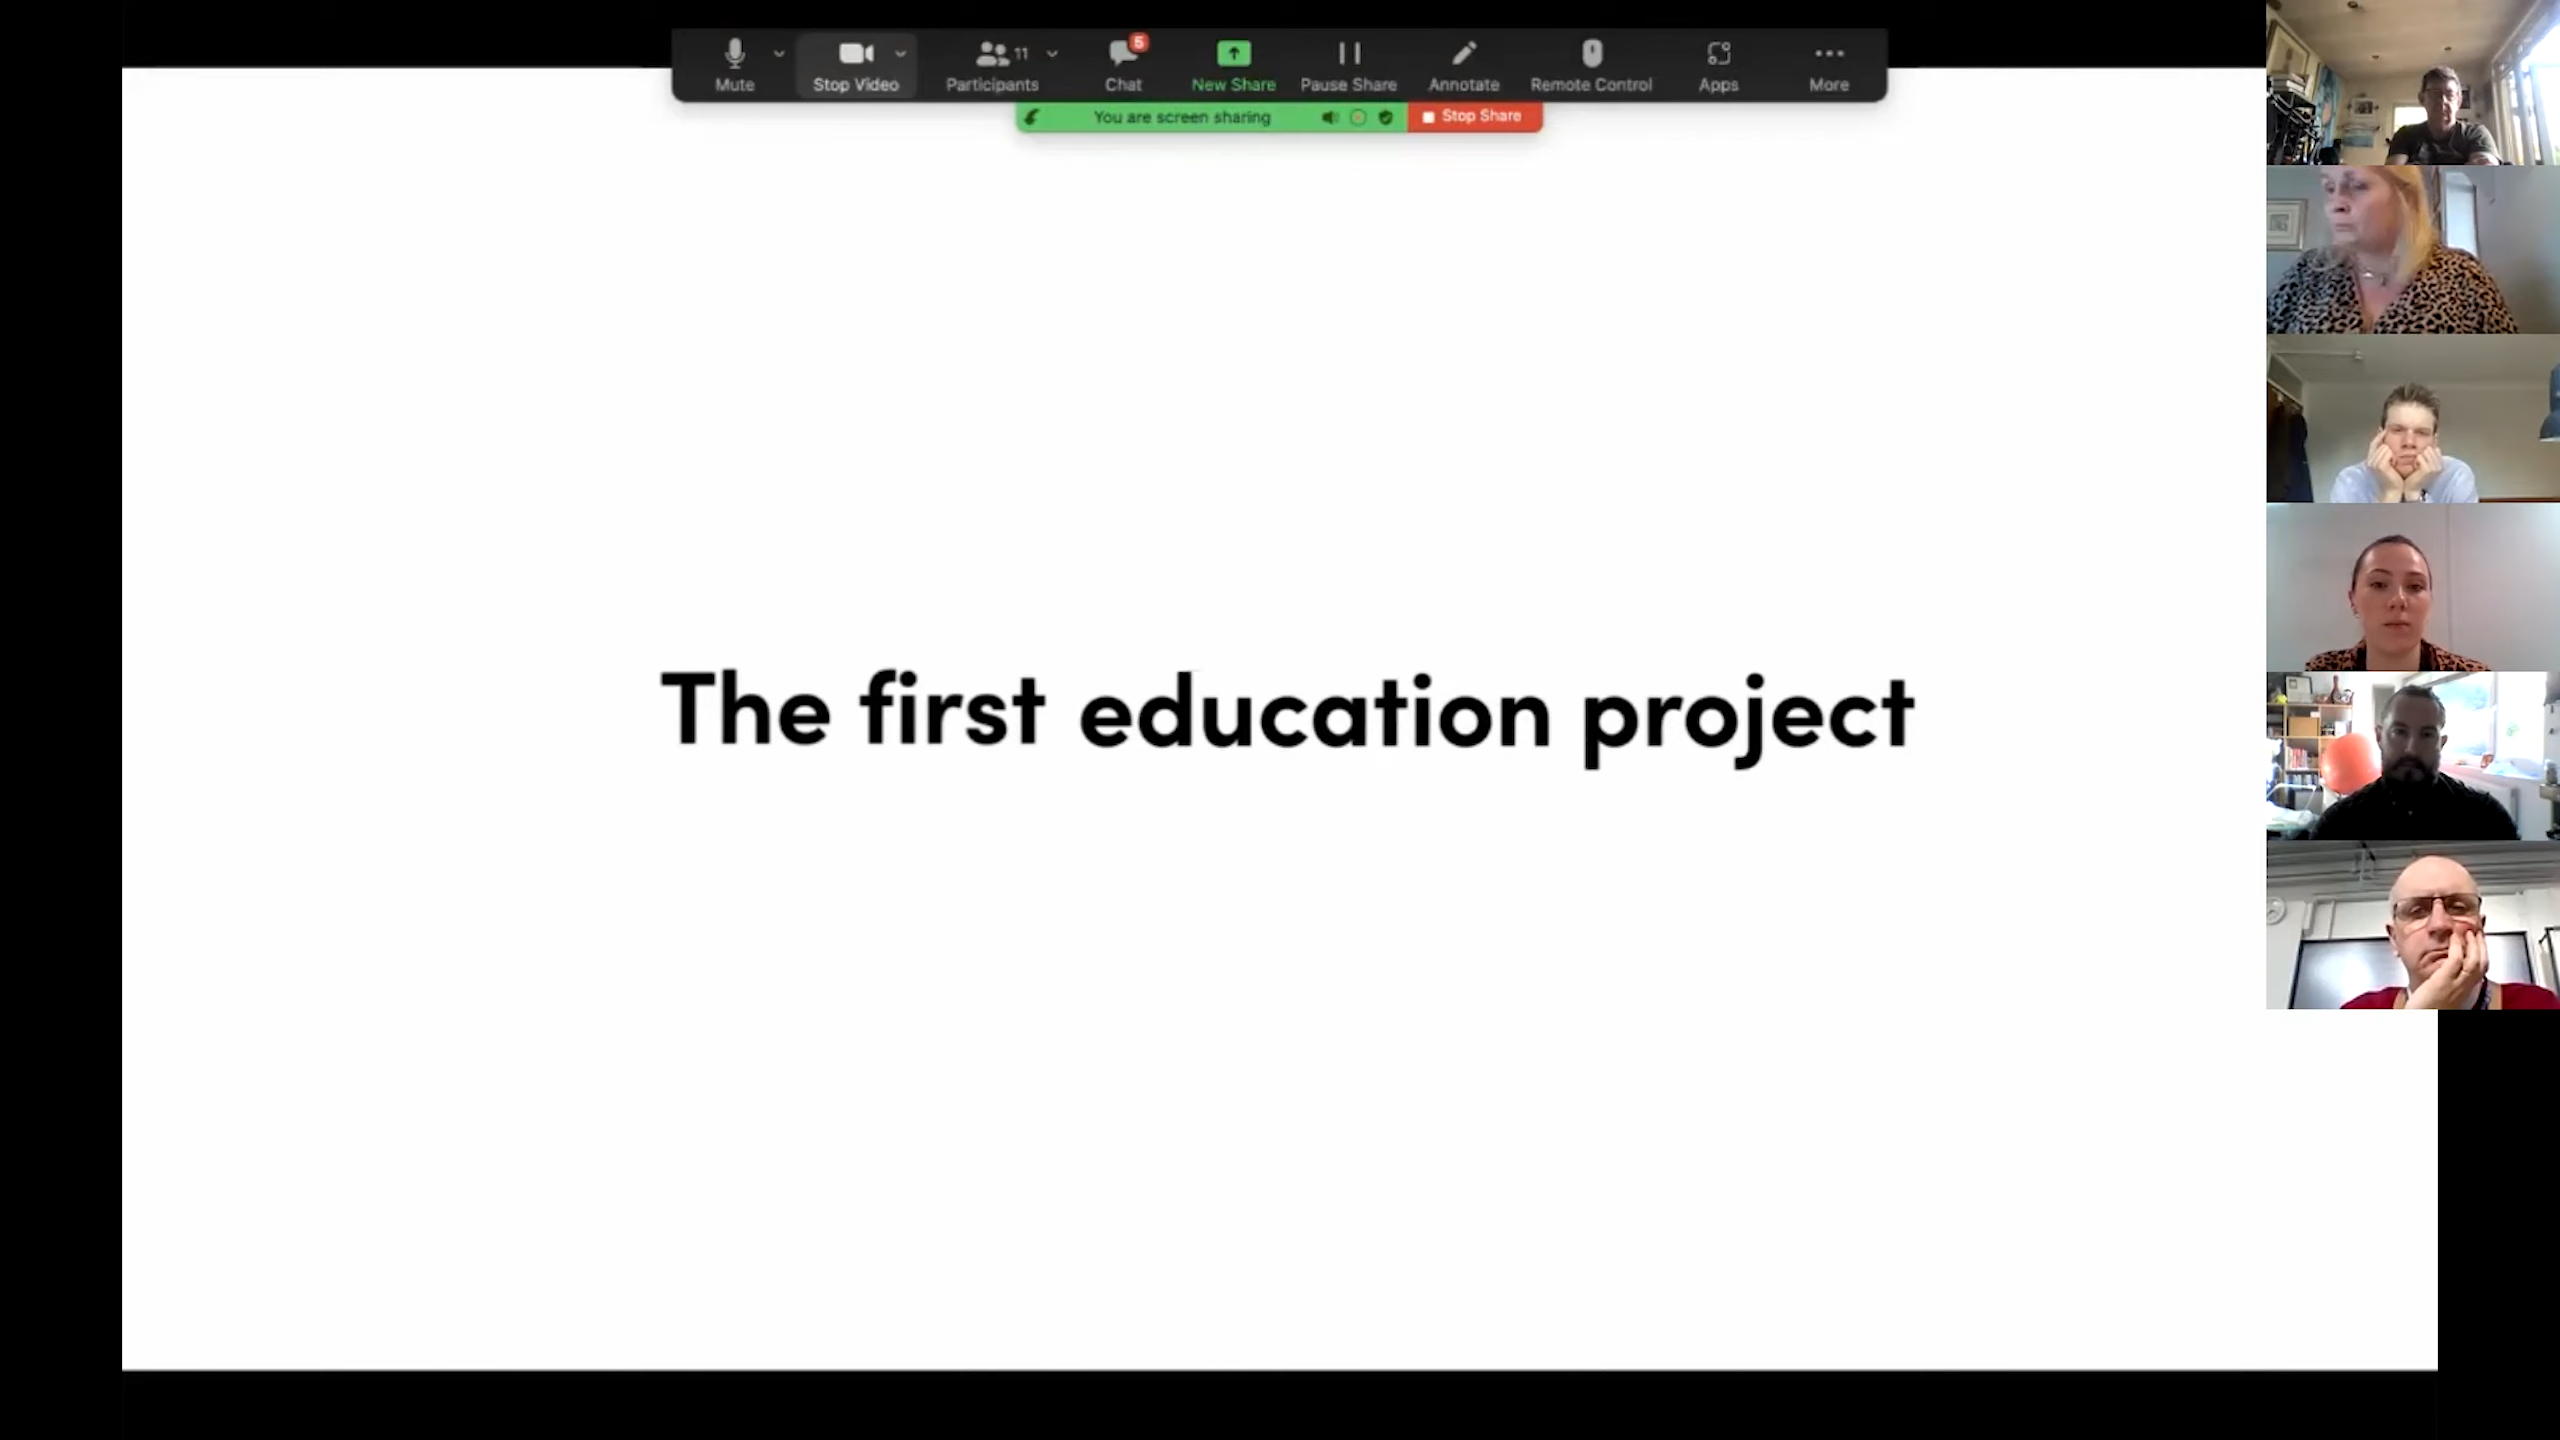 Mute
Stop Video
Participants
11
Chat
5
New Share
Pause Share
Annotate
Remote Control
Apps
More
You are screen sharing
Stop Share
The first education project